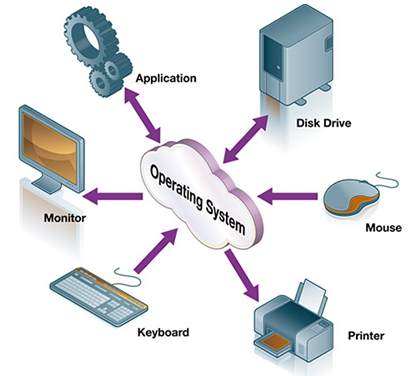 Application
Disk Drive
Operating System
Monitor
Mouse
Keyboard
Printer